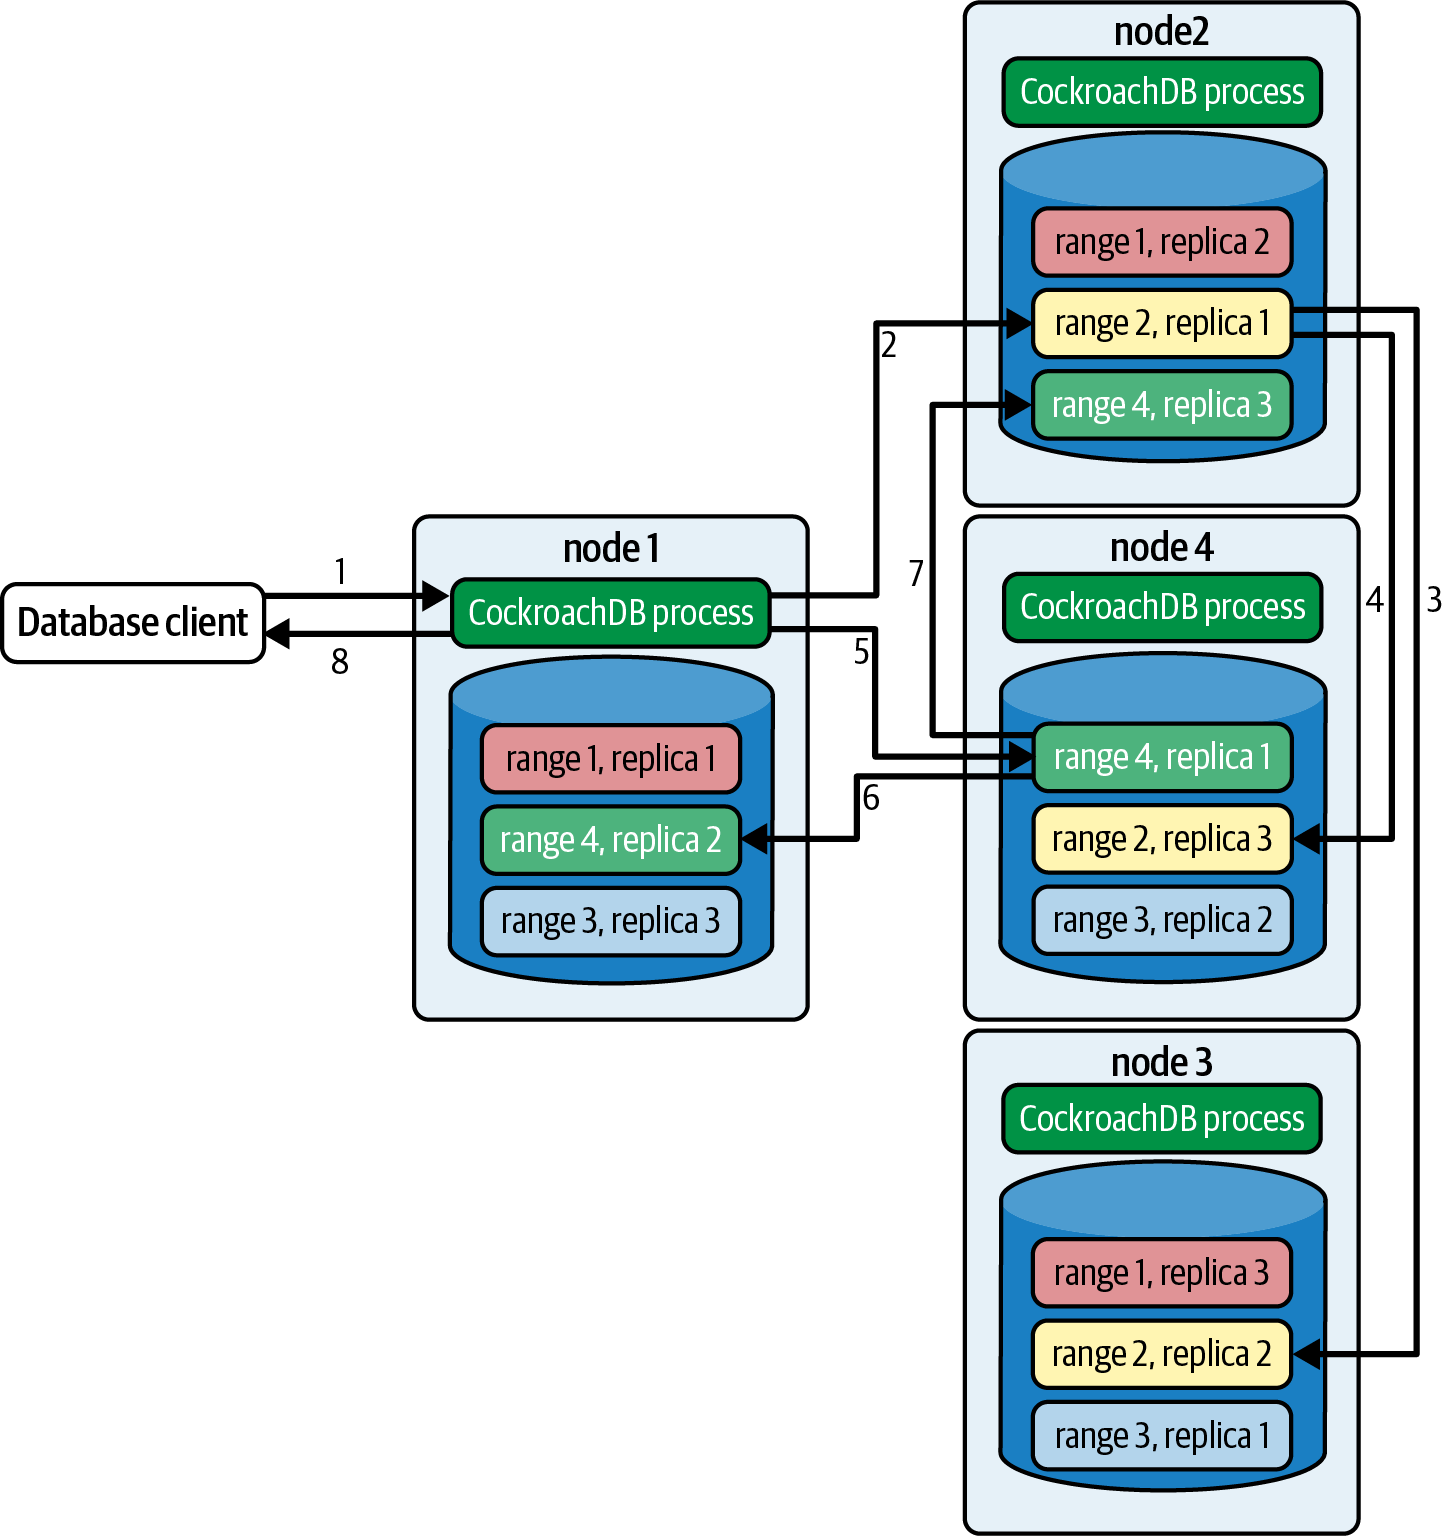 node2
CockroachDB process
range 1, replica 2
range 2, replica 1
range 4, replica 3
2
7
4
3
Database client
1
8
node 1
CockroachDB process
range 1, replica 1
range 4, replica 2
range 3, replica 3
5
6
node 4
CockroachDB process
range 4, replica 1
range 2, replica 3
range 3, replica 2
node 3
CockroachDB process
range 1, replica 3
range 2, replica 2
range 3, replica 1